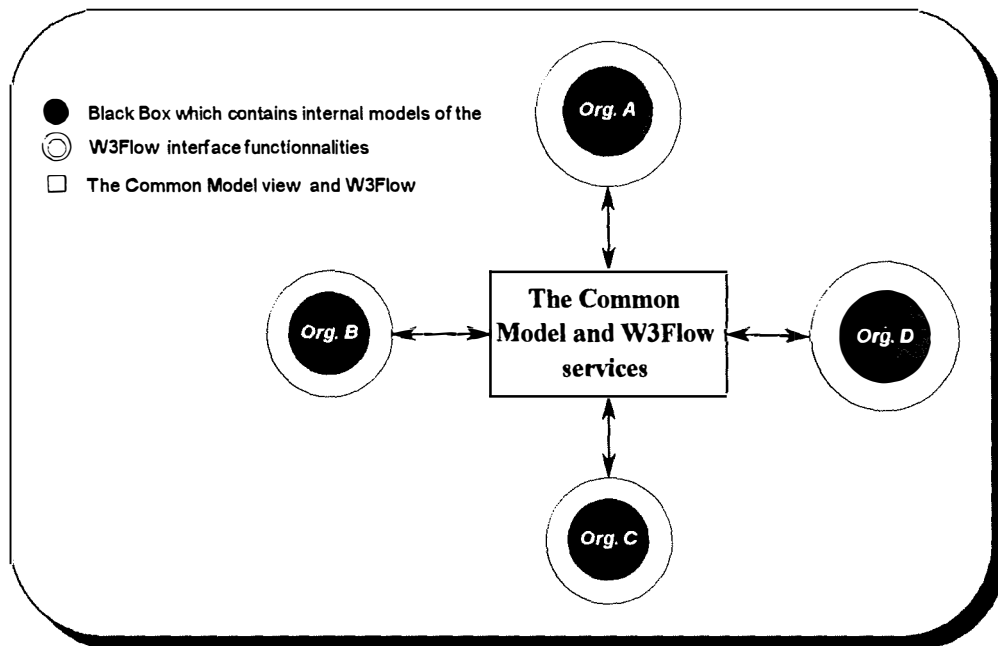 Org. A
Black Box which contains internal models of the
W3Flow interface functionnalities
The Common Model view and W3Flow
Org. B
The Common
Model and W3Flow
services
Org. D
Org. C